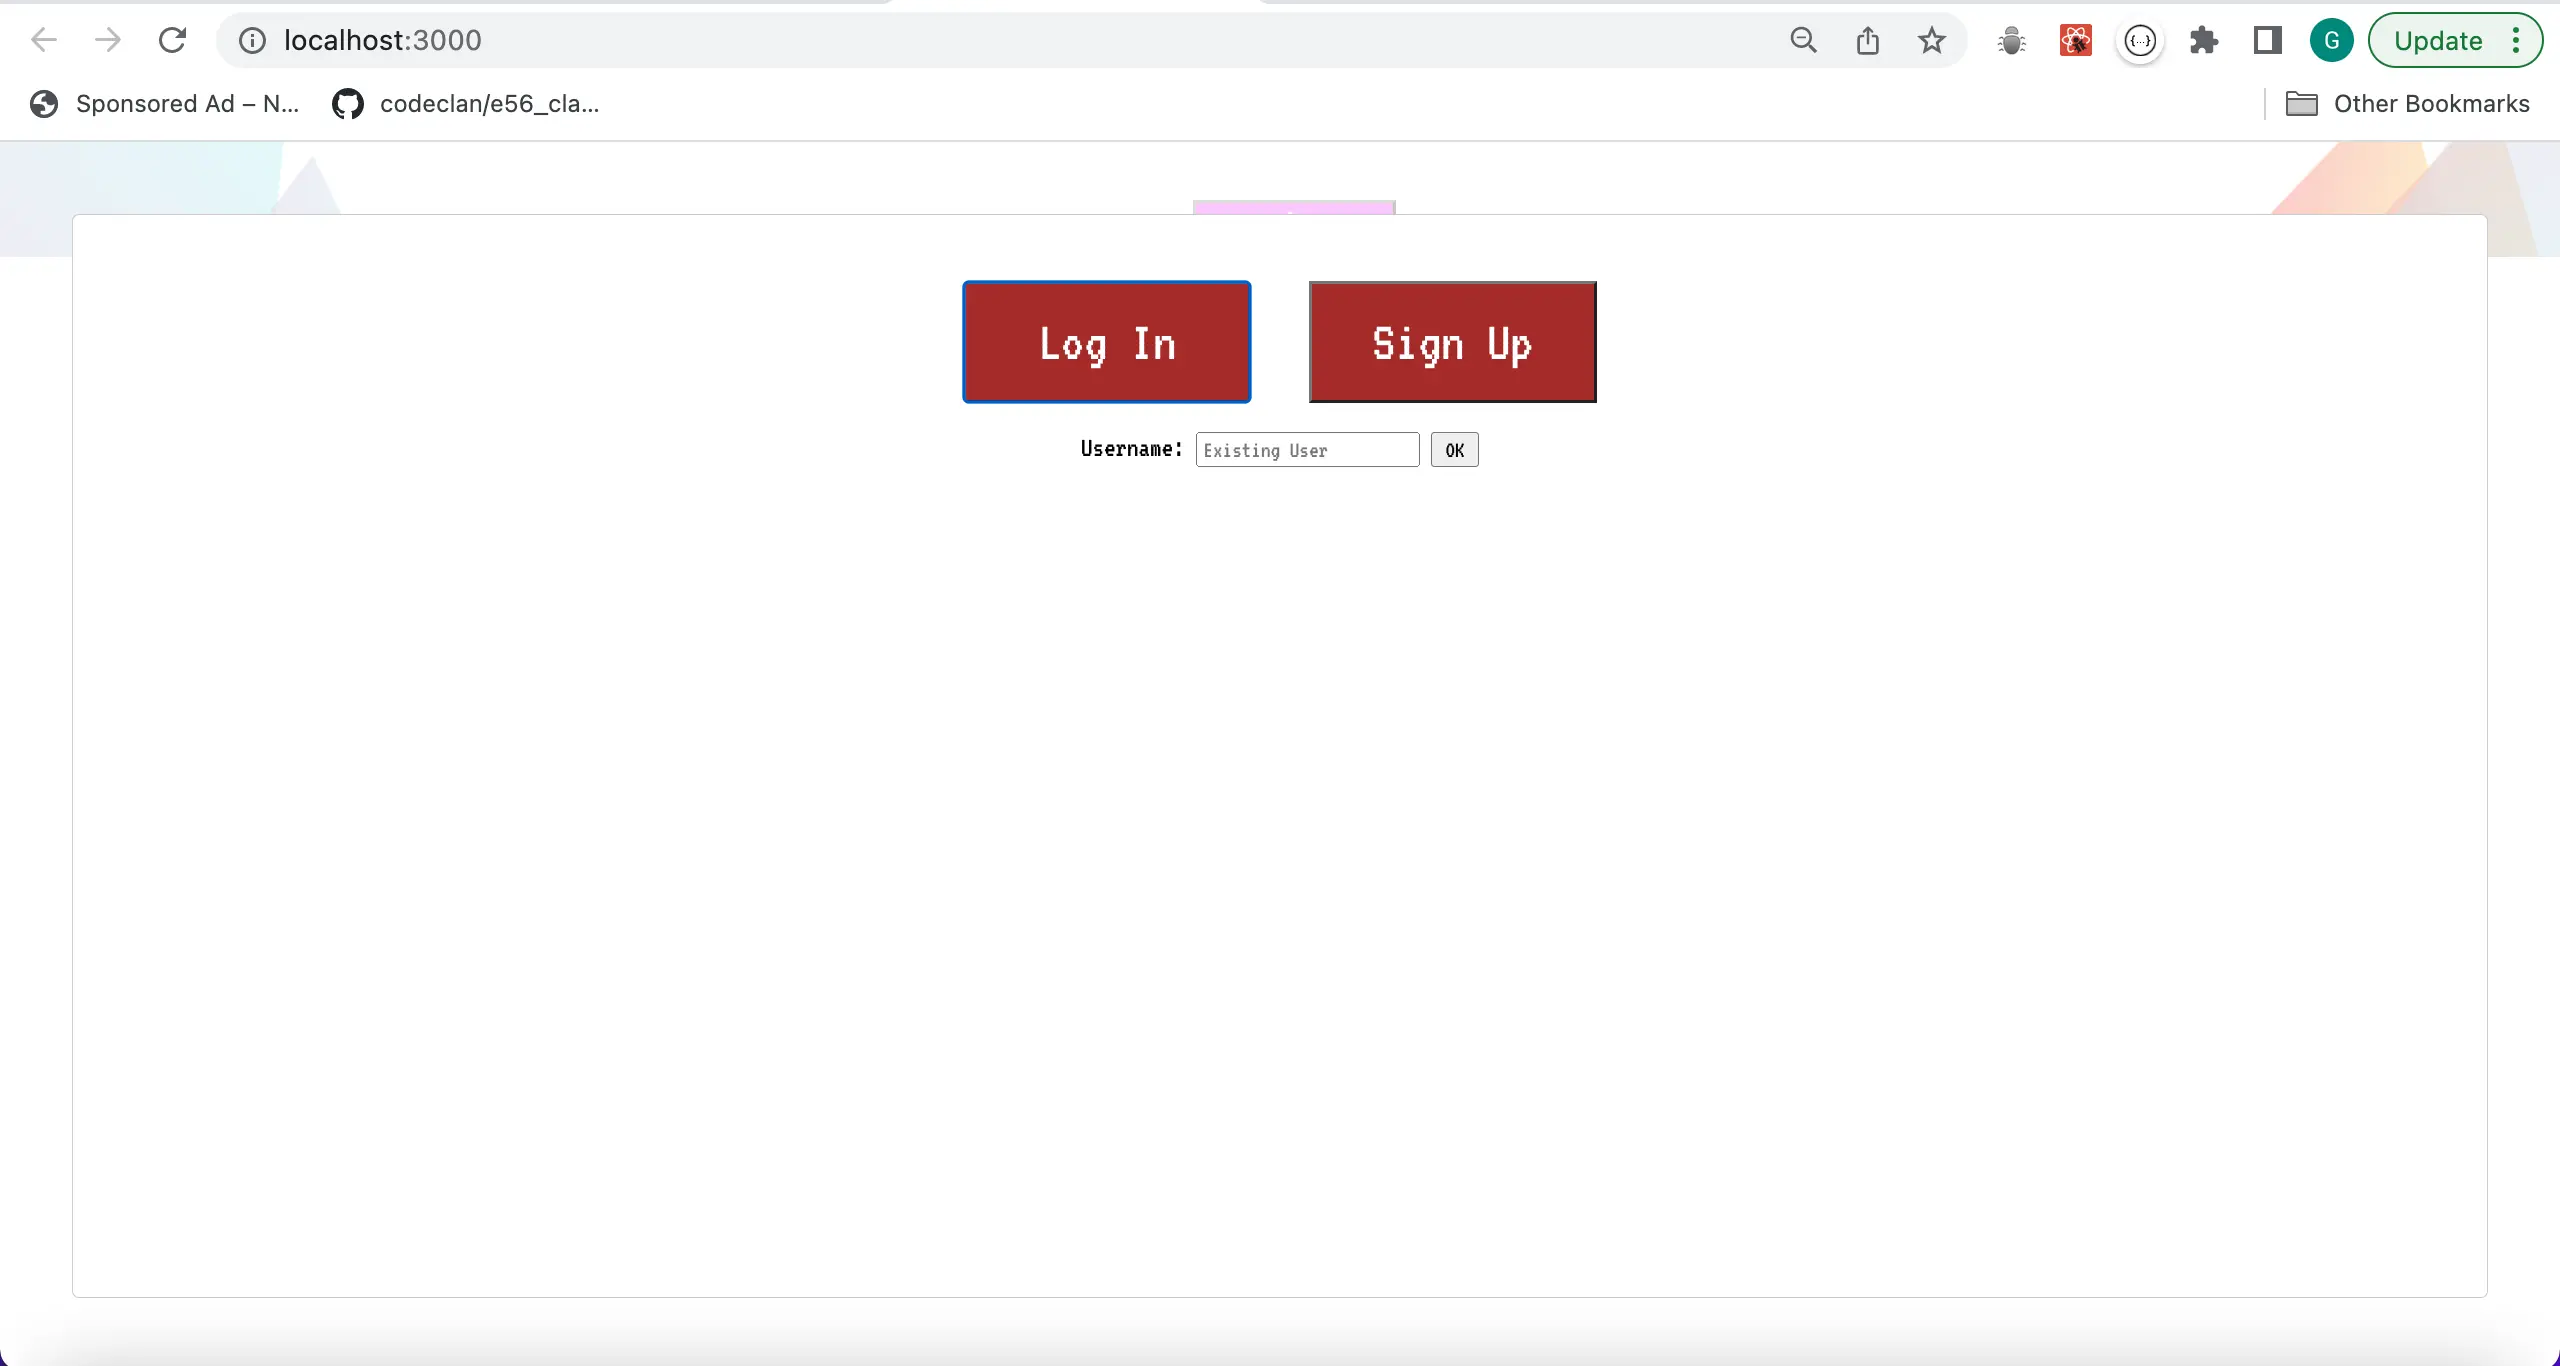 localhost:3000
G
Update
Sponsored Ad – N...
codeclan/e56_cla...
Other Bookmarks
Log In
Sign Up
Username:
Existing User
OK